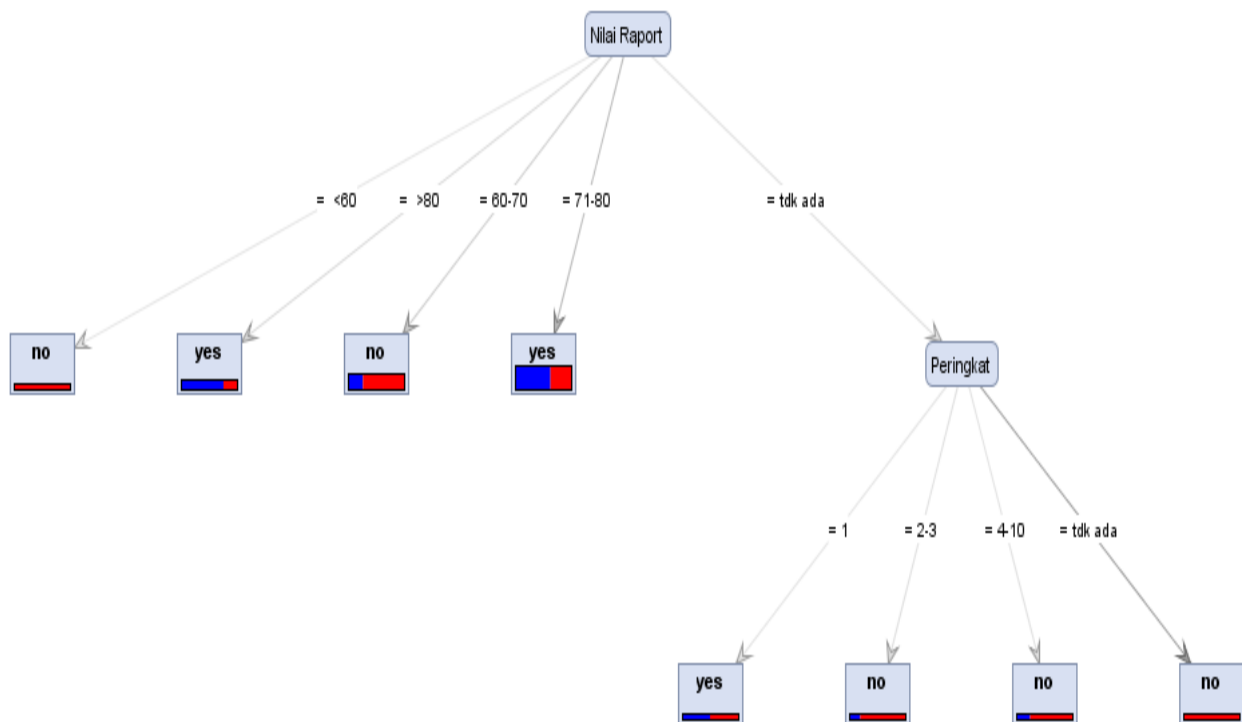 Nilai Raport
= <60
= >80
= 60-70
= 71-80
= tdk ada
no
yes
no
yes
Peringkat
= 1
= 2-3
= 4-10
= tdk ada
yes
no
no
no